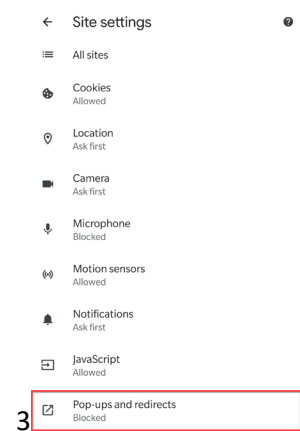 Site settings
All sites
Cookies
Allowed
Location
Ask first
Camera
Ask first
Microphone
Blocked
Motion sensors
Allowed
Notifications
Ask first
JavaScript
Allowed
Pop-ups and redirects
3
Blocked